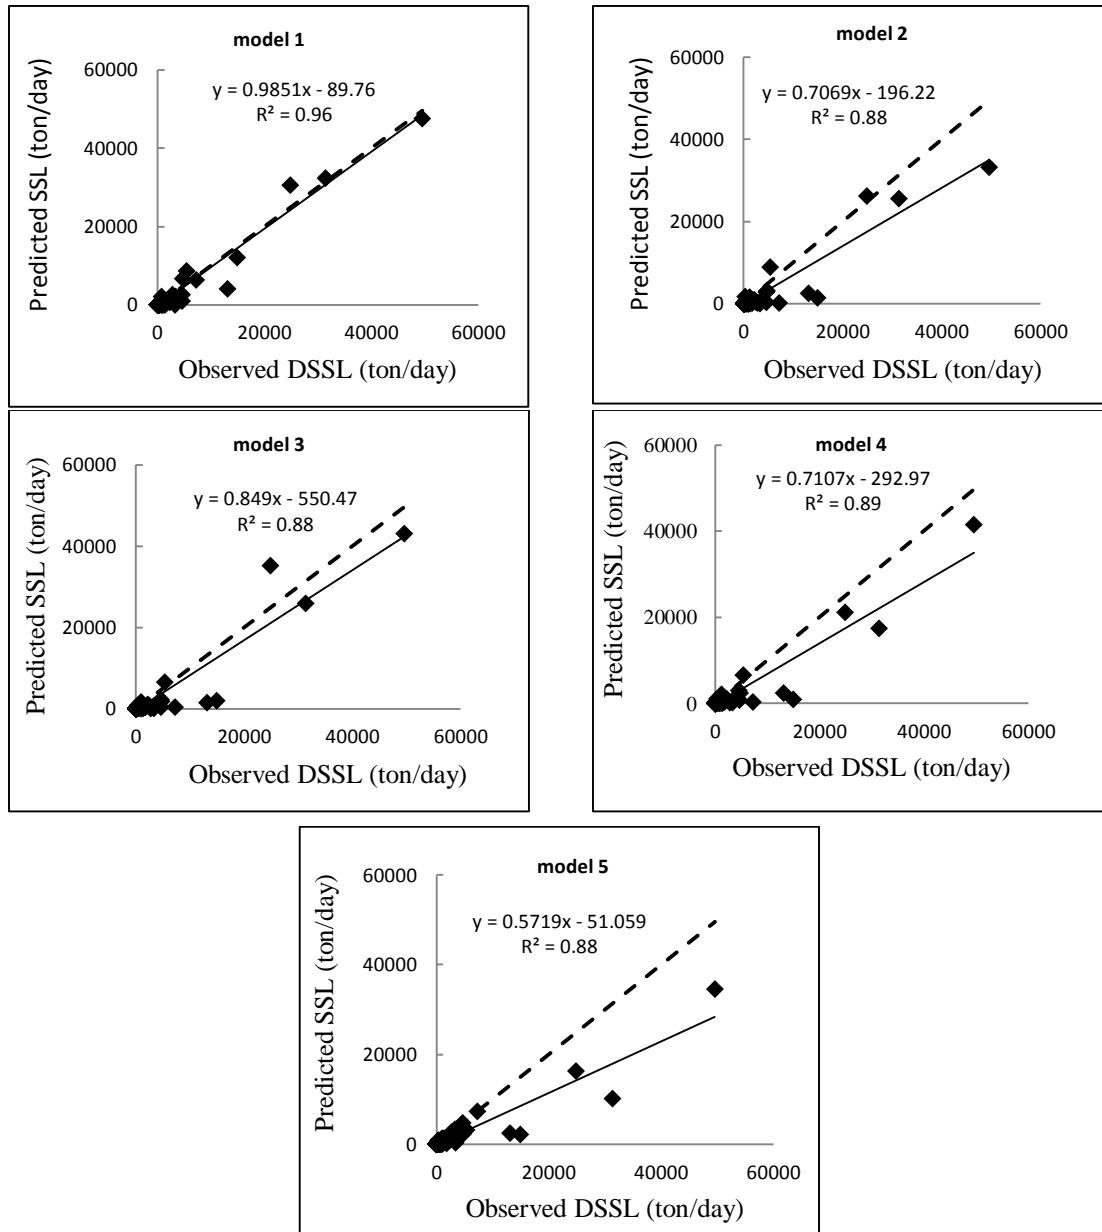 model 1
y = 0.9851x - 89.76
R² = 0.96
Predicted SSL (ton/day)
60000
40000
20000
0
0 20000 40000 60000
Observed DSSL (ton/day)
model 2
y = 0.7069x - 196.22
R² = 0.88
Predicted SSL (ton/day)
60000
40000
20000
0
0 20000 40000 60000
Observed DSSL (ton/day)
model 3
y = 0.849x - 550.47
R² = 0.88
Predicted SSL (ton/day)
60000
40000
20000
0
0 20000 40000 60000
Observed DSSL (ton/day)
model 4
y = 0.7107x - 292.97
R² = 0.89
Predicted SSL (ton/day)
60000
40000
20000
0
0 20000 40000 60000
Observed DSSL (ton/day)
model 5
y = 0.5719x - 51.059
R² = 0.88
Predicted SSL (ton/day)
60000
40000
20000
0
0 20000 40000 60000
Observed DSSL (ton/day)